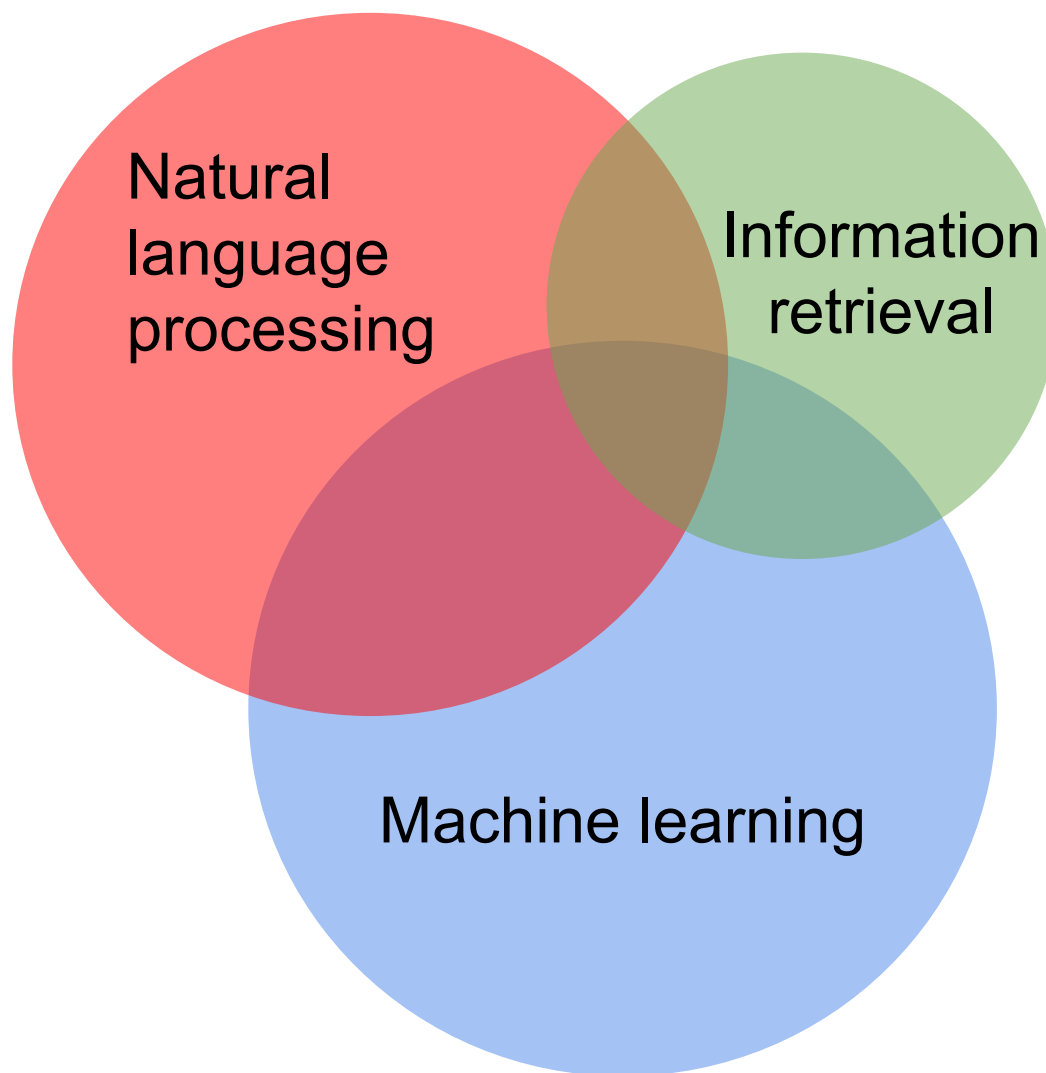 Natural
language
processing
Information
retrieval
Machine learning